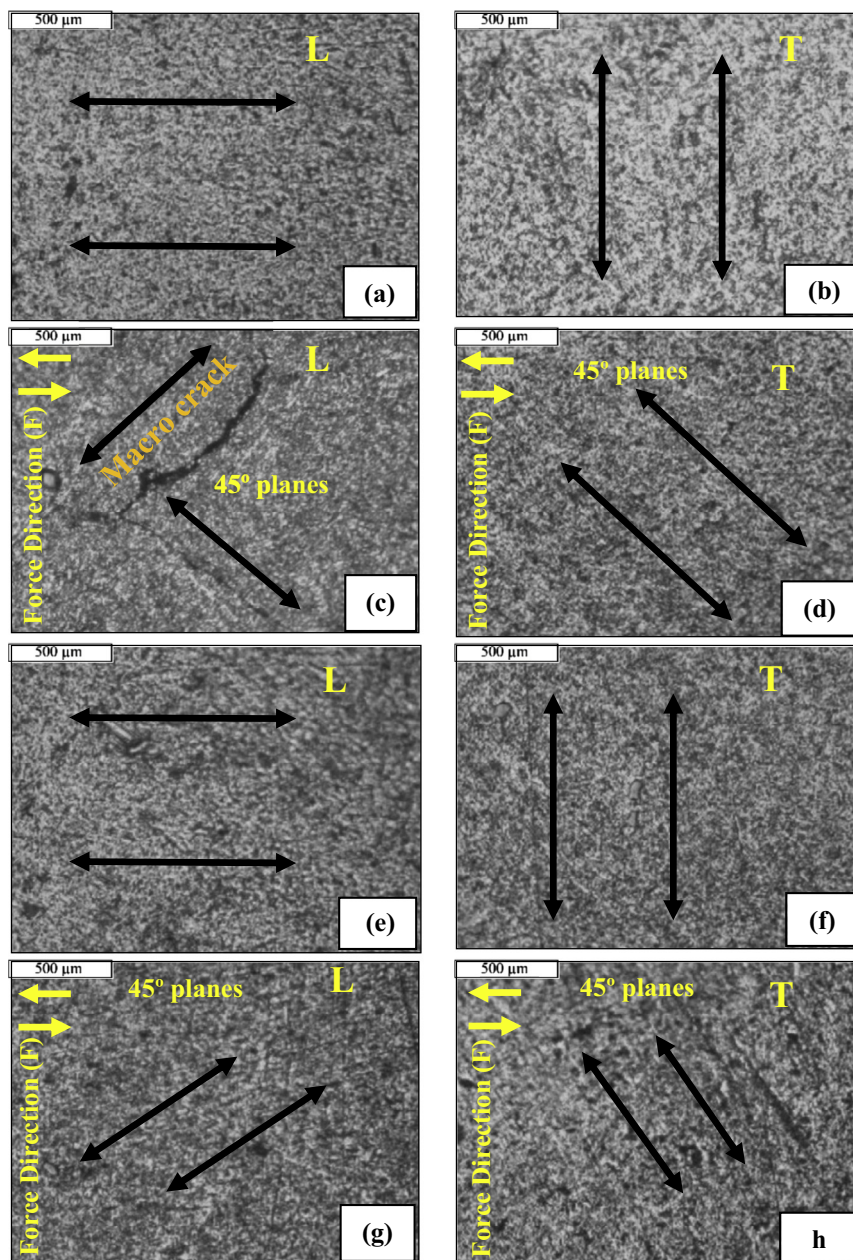 500 µm
L
(a)
500 µm
T
(b)
500 µm
L
Macro crack
45º planes
Force Direction (F)
(c)
500 µm
45º planes
T
Force Direction (F)
(d)
500 µm
L
(e)
500 µm
T
(f)
500 µm
45º planes
L
Force Direction (F)
(g)
500 µm
45º planes
T
Force Direction (F)
h